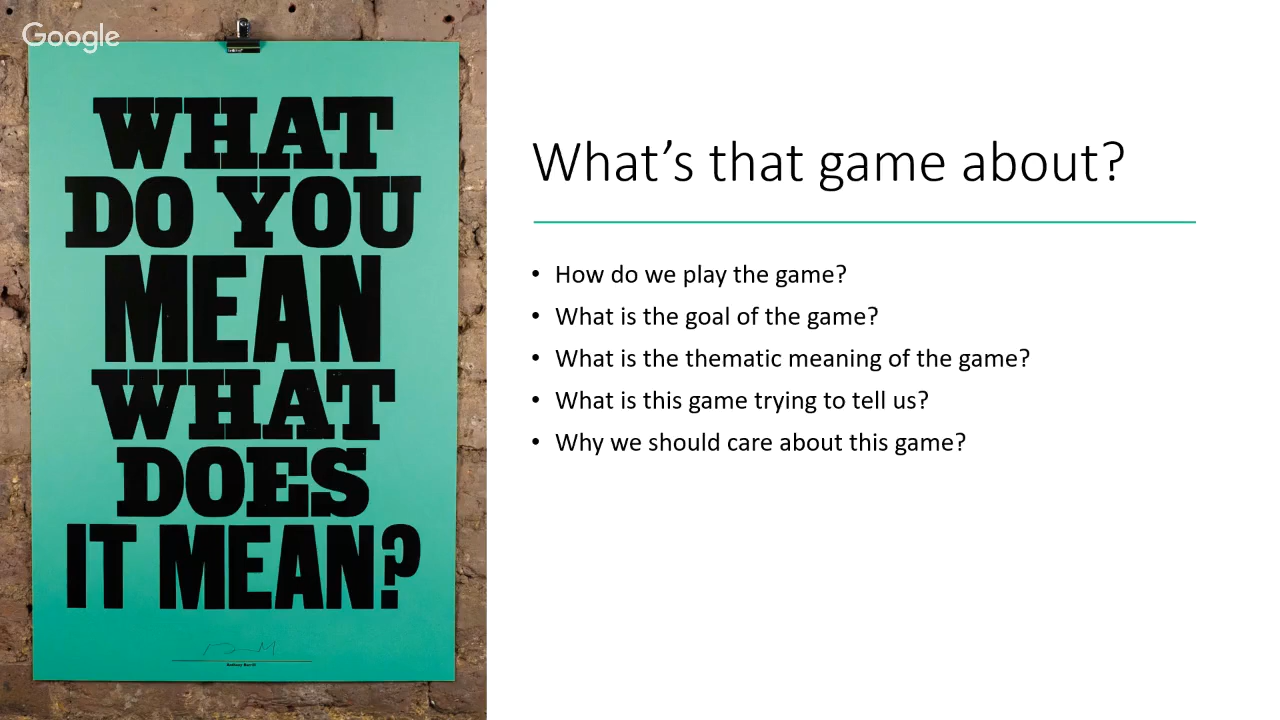 Google
WHAT
DO YOU
MEAN
WHAT
DOES
IT MEAN?
What's that game about?
• How do we play the game?
• What is the goal of the game?
• What is the thematic meaning of the game?
• What is this game trying to tell us?
• Why we should care about this game?